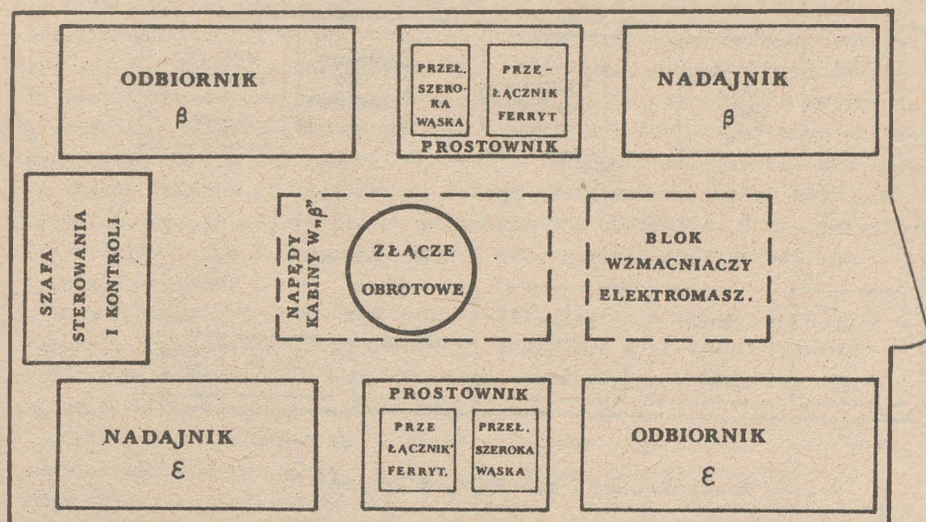 ODBIORNIK
β
PRZEŁ.
SZERO-
KA
WĄSKA
PRZE-
ŁĄCZNIK
FERRYT
PROSTOWNIK
NADAJNIK
β
SZAFA
STEROWANIA
I KONTROLI
NAPĘDY
KABINY W„β”
ZŁĄCZE
OBROTOWE
BLOK
WZMACNIACZY
ELEKTROMASZ.
NADAJNIK
ε
PROSTOWNIK
PRZE
ŁĄCZNIK'
FERRYT.
PRZEŁ.
SZEROKA
WĄSKA
ODBIORNIK
ε